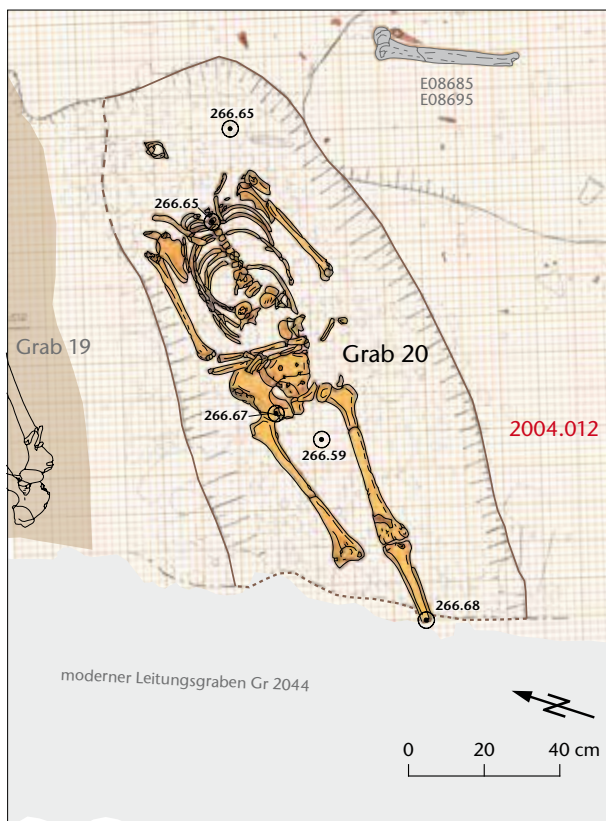 E08685
E08695
266.65
266.65
Grab 19
Grab 20
266.67
2004.012
266.59
266.68
moderner Leitungsgraben Gr 2044
N
0 20 40 cm